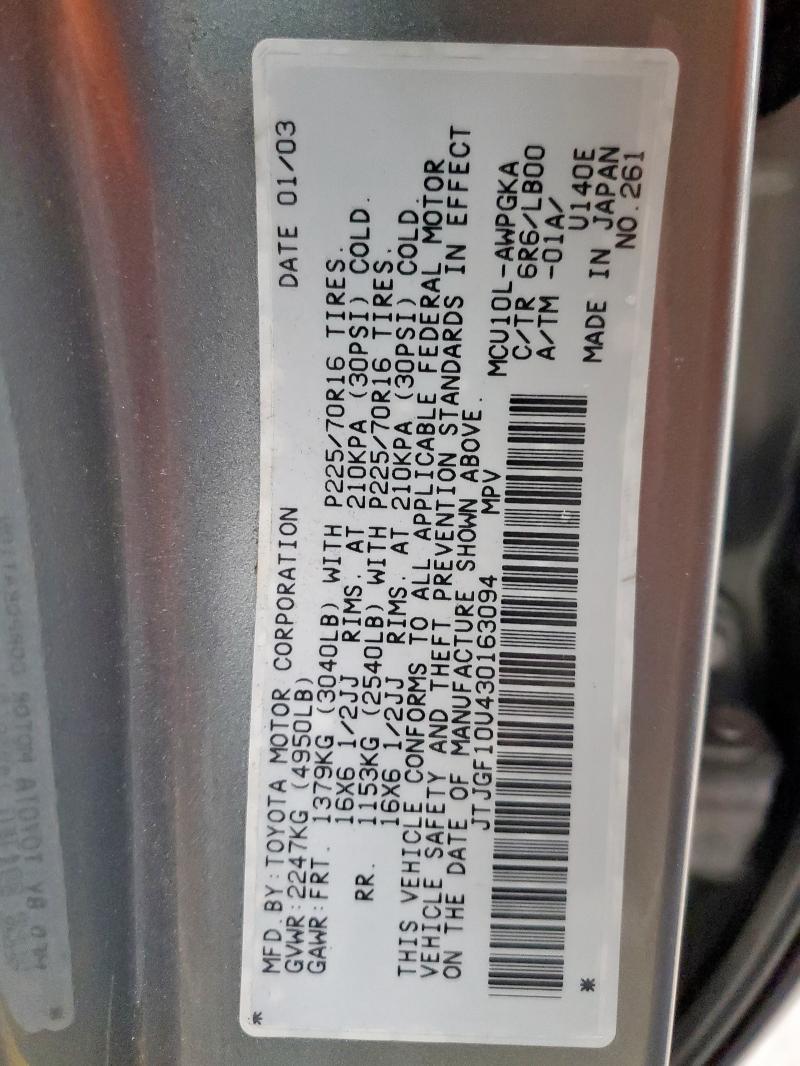 MFD.BY:TOYOTA MOTOR CORPORATION DATE 01/03
GVWR:2247KG (4950LB)
GAWR:FRT. 1379KG (3040LB) WITH P225/70R16 TIRES.
16X6 1/2JJ RIMS. AT 210KPA (30PSI) COLD.
RR. 1153KG (2540LB) WITH P225/70R16 TIRES.
16X6 1/2JJ RIMS. AT 210KPA (30PSI) COLD.
THIS VEHICLE CONFORMS TO ALL APPLICABLE FEDERAL MOTOR
VEHICLE SAFETY AND THEFT PREVENTION STANDARDS IN EFFECT
ON THE DATE OF MANUFACTURE SHOWN ABOVE.
JTJGF10U430163094 MPV
MCU10L-AWPGKA
C/TR 6R6/LB00
A/TM -01A/
U140E
MADE IN JAPAN
NO.261